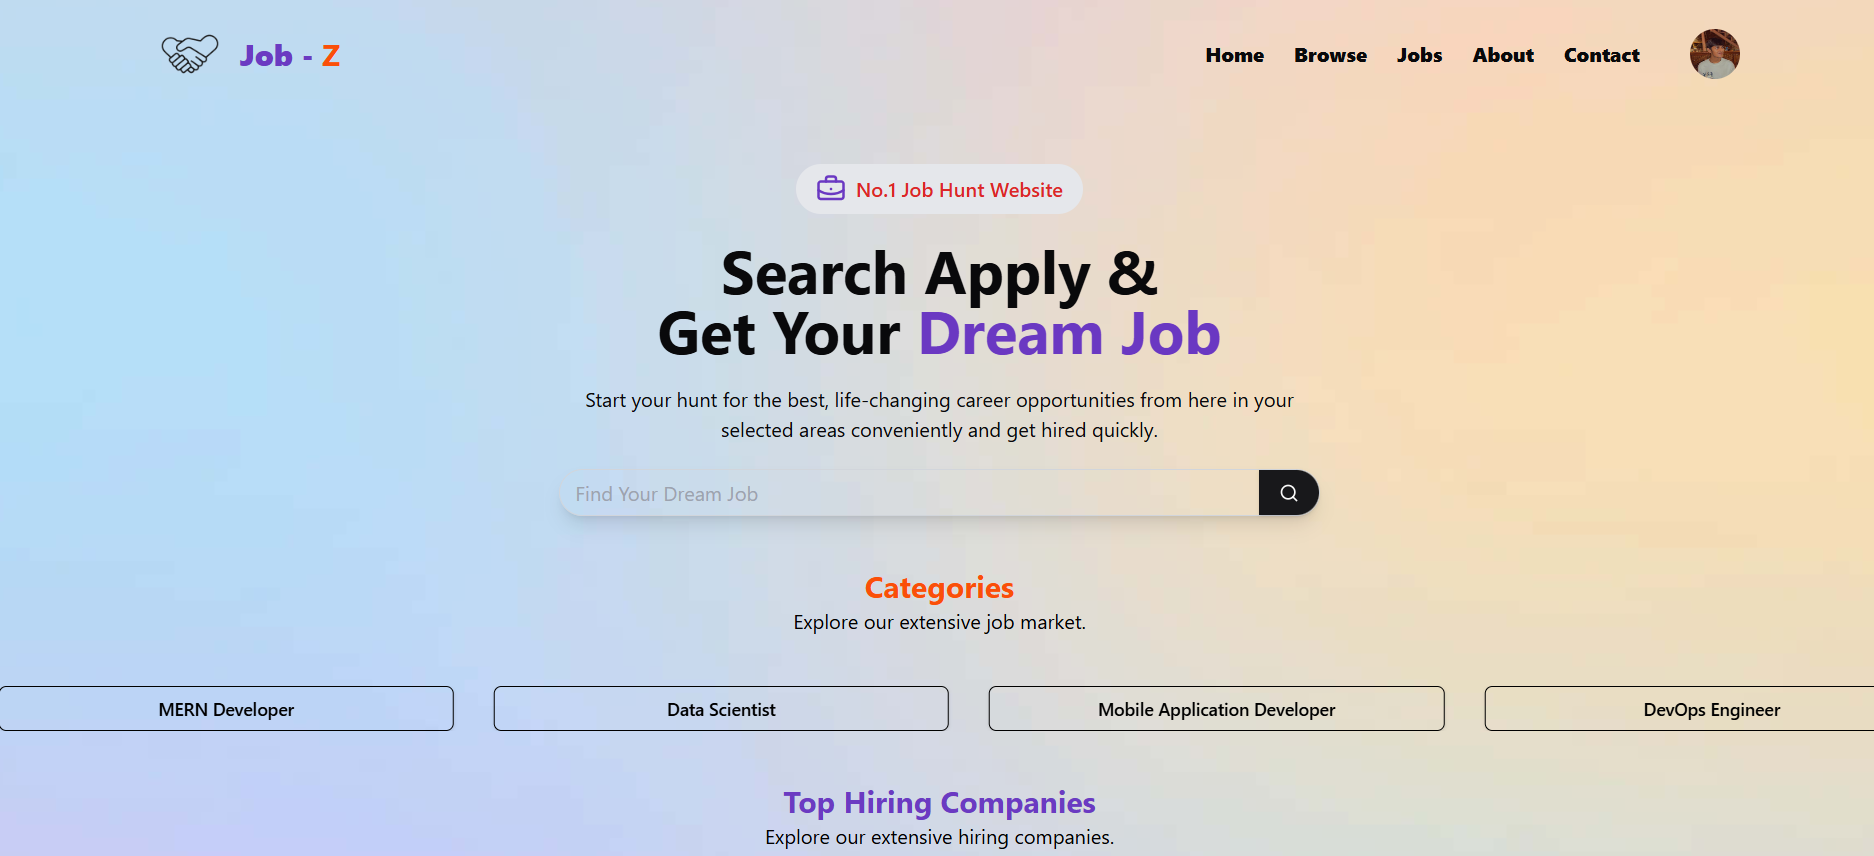 Job - Z
Home Browse Jobs About Contact
No.1 Job Hunt Website
Search Apply &
Get Your Dream Job
Start your hunt for the best, life-changing career opportunities from here in your
selected areas conveniently and get hired quickly.
Find Your Dream Job
Categories
Explore our extensive job market.
MERN Developer
Data Scientist
Mobile Application Developer
DevOps Engineer
Top Hiring Companies
Explore our extensive hiring companies.